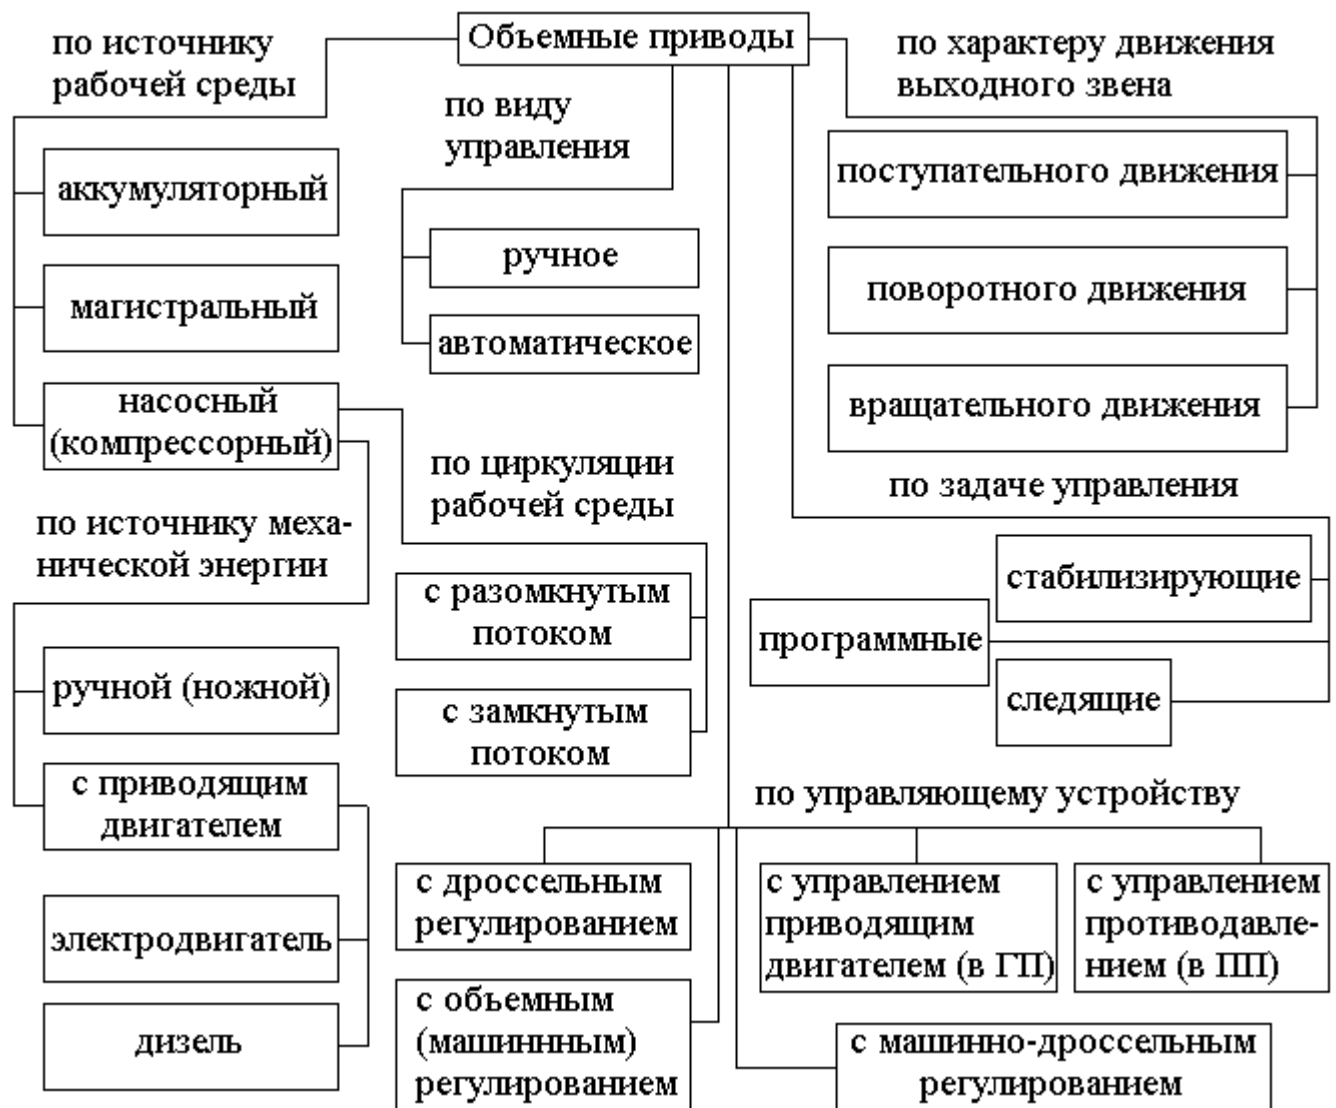 Объемные приводы
по источнику
рабочей среды
аккумуляторный
магистральный
насосный
(компрессорный)
по источнику меха-
нической энергии
ручной (ножной)
с приводящим
двигателем
электродвигатель
дизель
по виду
управления
ручное
автоматическое
по циркуляции
рабочей среды
с разомкнутым
потоком
с замкнутым
потоком
по характеру движения
выходного звена
поступательного движения
поворотного движения
вращательного движения
по задаче управления
стабилизирующие
программные
следящие
по управляющему устройству
с дроссельным
регулированием
с объемным
(машиннным)
регулированием
с управлением
приводящим
двигателем (в ГП)
с управлением
противодавле-
нием (в ПП)
с машинно-дроссельным
регулированием